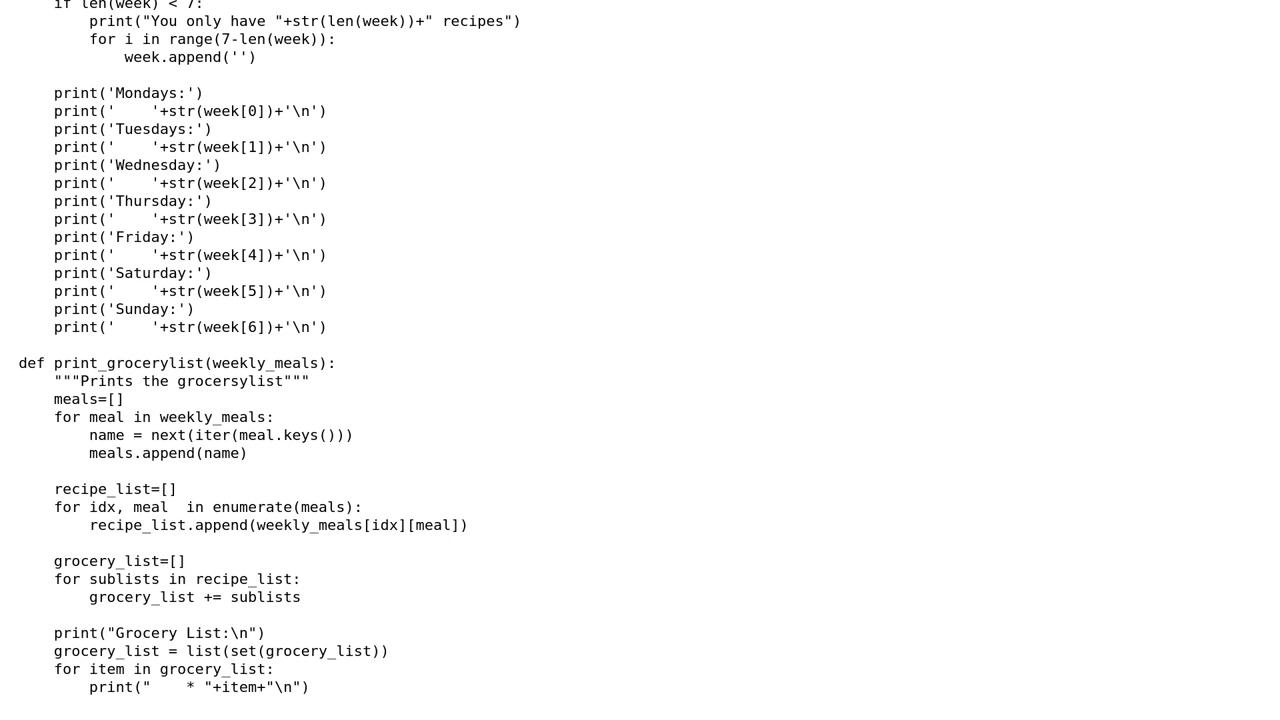 if len(week) < 7:
        print("You only have "+str(len(week))+" recipes")
        for i in range(7-len(week)):
            week.append('')

    print('Mondays:')
    print('    '+str(week[0])+'\n')
    print('Tuesdays:')
    print('    '+str(week[1])+'\n')
    print('Wednesday:')
    print('    '+str(week[2])+'\n')
    print('Thursday:')
    print('    '+str(week[3])+'\n')
    print('Friday:')
    print('    '+str(week[4])+'\n')
    print('Saturday:')
    print('    '+str(week[5])+'\n')
    print('Sunday:')
    print('    '+str(week[6])+'\n')

def print_grocerylist(weekly_meals):
    """Prints the grocersylist"""
    meals=[]
    for meal in weekly_meals:
        name = next(iter(meal.keys()))
        meals.append(name)

    recipe_list=[]
    for idx, meal  in enumerate(meals):
        recipe_list.append(weekly_meals[idx][meal])

    grocery_list=[]
    for sublists in recipe_list:
        grocery_list += sublists

    print("Grocery List:\n")
    grocery_list = list(set(grocery_list))
    for item in grocery_list:
        print("    * "+item+"\n")